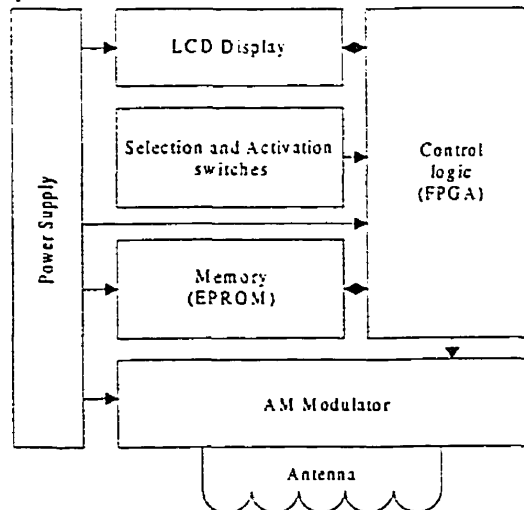 LCD Display
Selection and Activation
switches
Control
logic
(FPGA)
Power Supply
Memory
(EPROM)
AM Modulator
Antenna